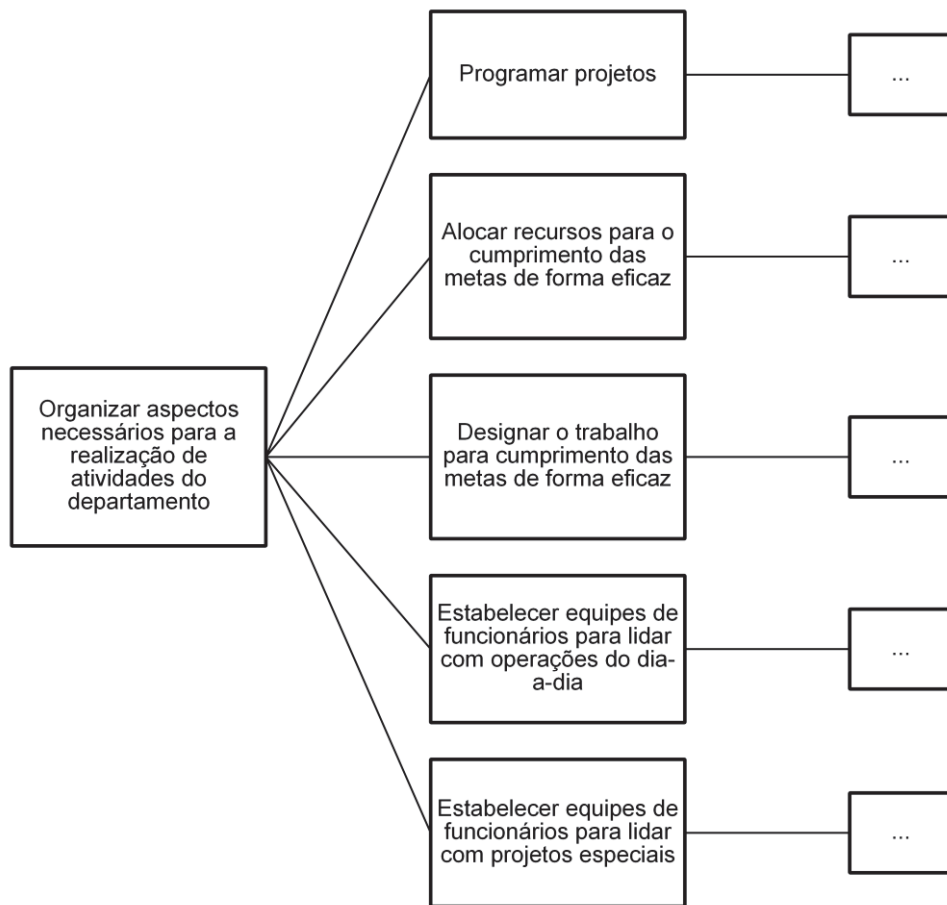 Programar projetos
...
Alocar recursos para o
cumprimento das
metas de forma eficaz
...
Organizar aspectos
necessários para a
realização de
atividades do
departamento
Designar o trabalho
para cumprimento das
metas de forma eficaz
...
Estabelecer equipes de
funcionários para lidar
com operações do dia-
a-dia
...
Estabelecer equipes de
funcionários para lidar
com projetos especiais
...